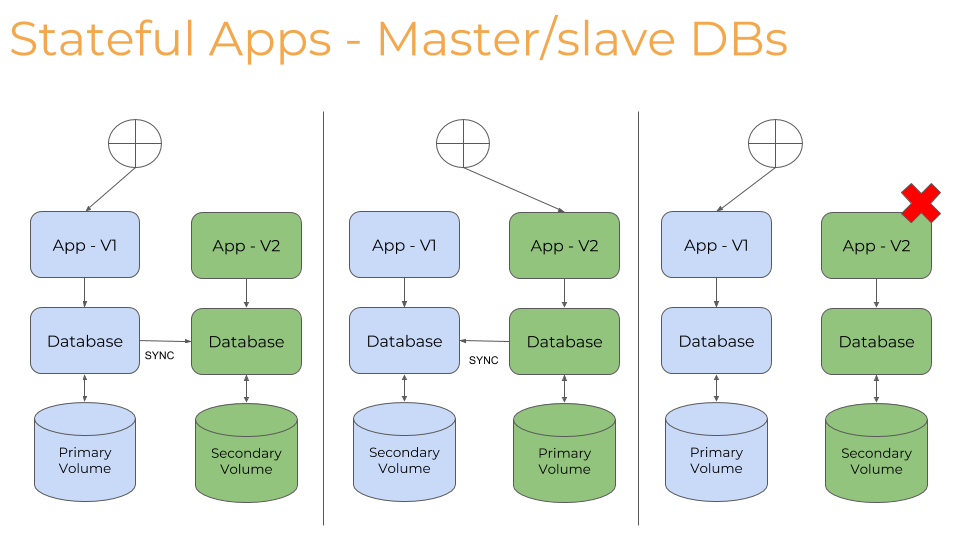 Stateful Apps - Master/slave DBs
App - V1
App - V2
Database
SYNC
Database
Primary
Volume
Secondary
Volume
App - V1
App - V2
Database
SYNC
Database
Secondary
Volume
Primary
Volume
App - V1
App - V2
Database
Database
Primary
Volume
Secondary
Volume